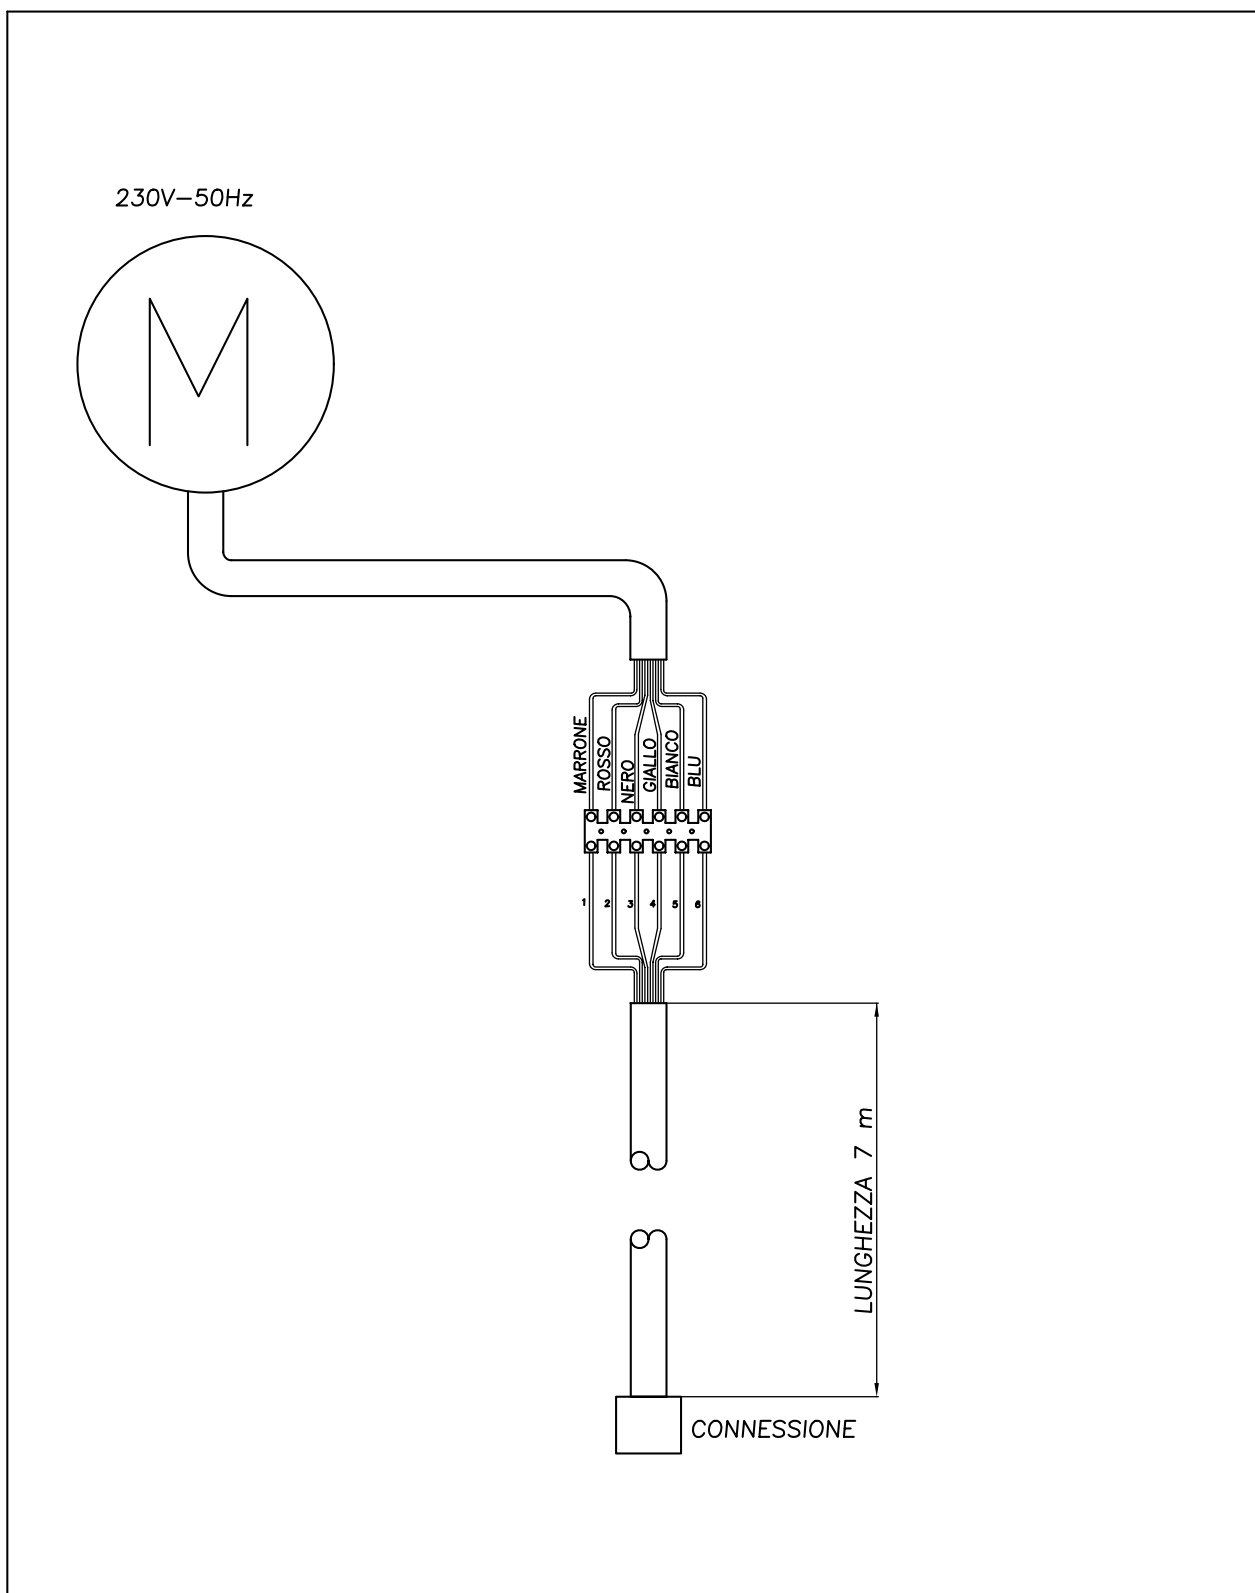 230V-50Hz
M
MARRONE
ROSSO
NERO
GIALLO
BIANCO
BLU
1
2
3
4
5
6
LUNGHEZZA 7 m
CONNESSIONE